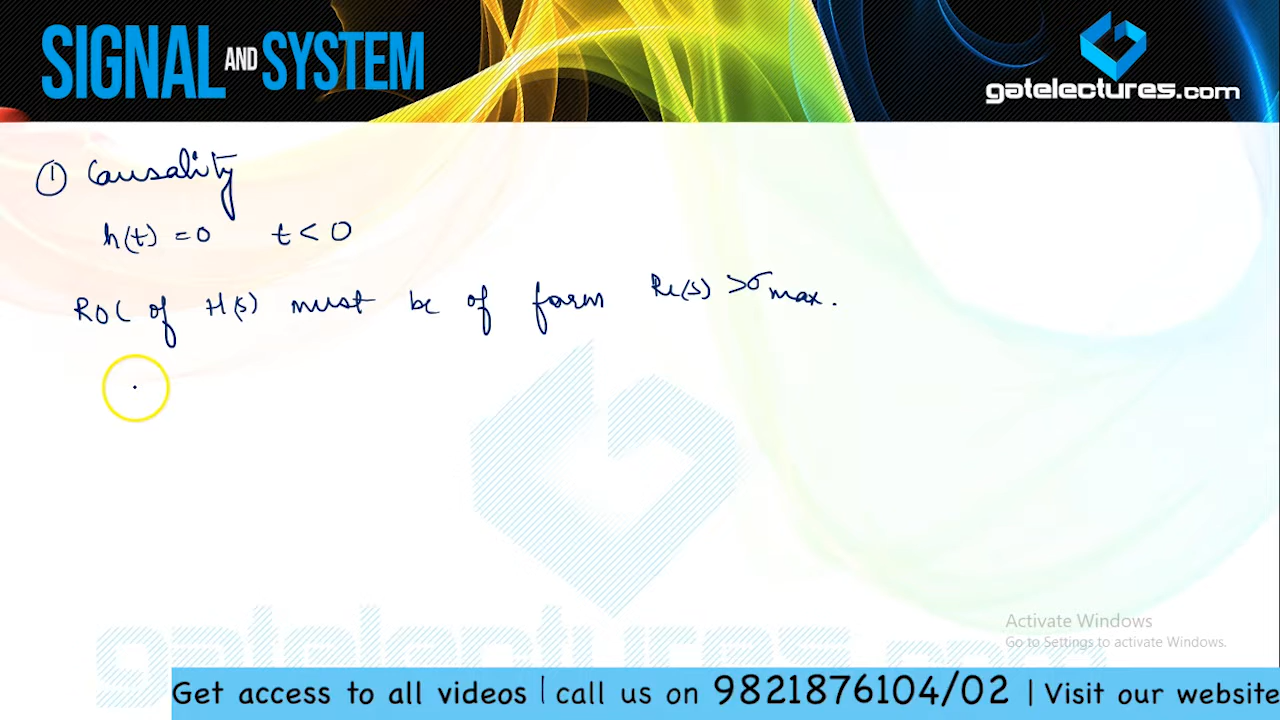 SIGNAL AND SYSTEM
gatelectures.com
① Causality
h(t) = 0 t < 0
ROC of H(s) must be of form Re(s) > σmax.
gatelectures.com
Activate Windows
Go to Settings to activate Windows.
Get access to all videos | call us on 9821876104/02 | Visit our website